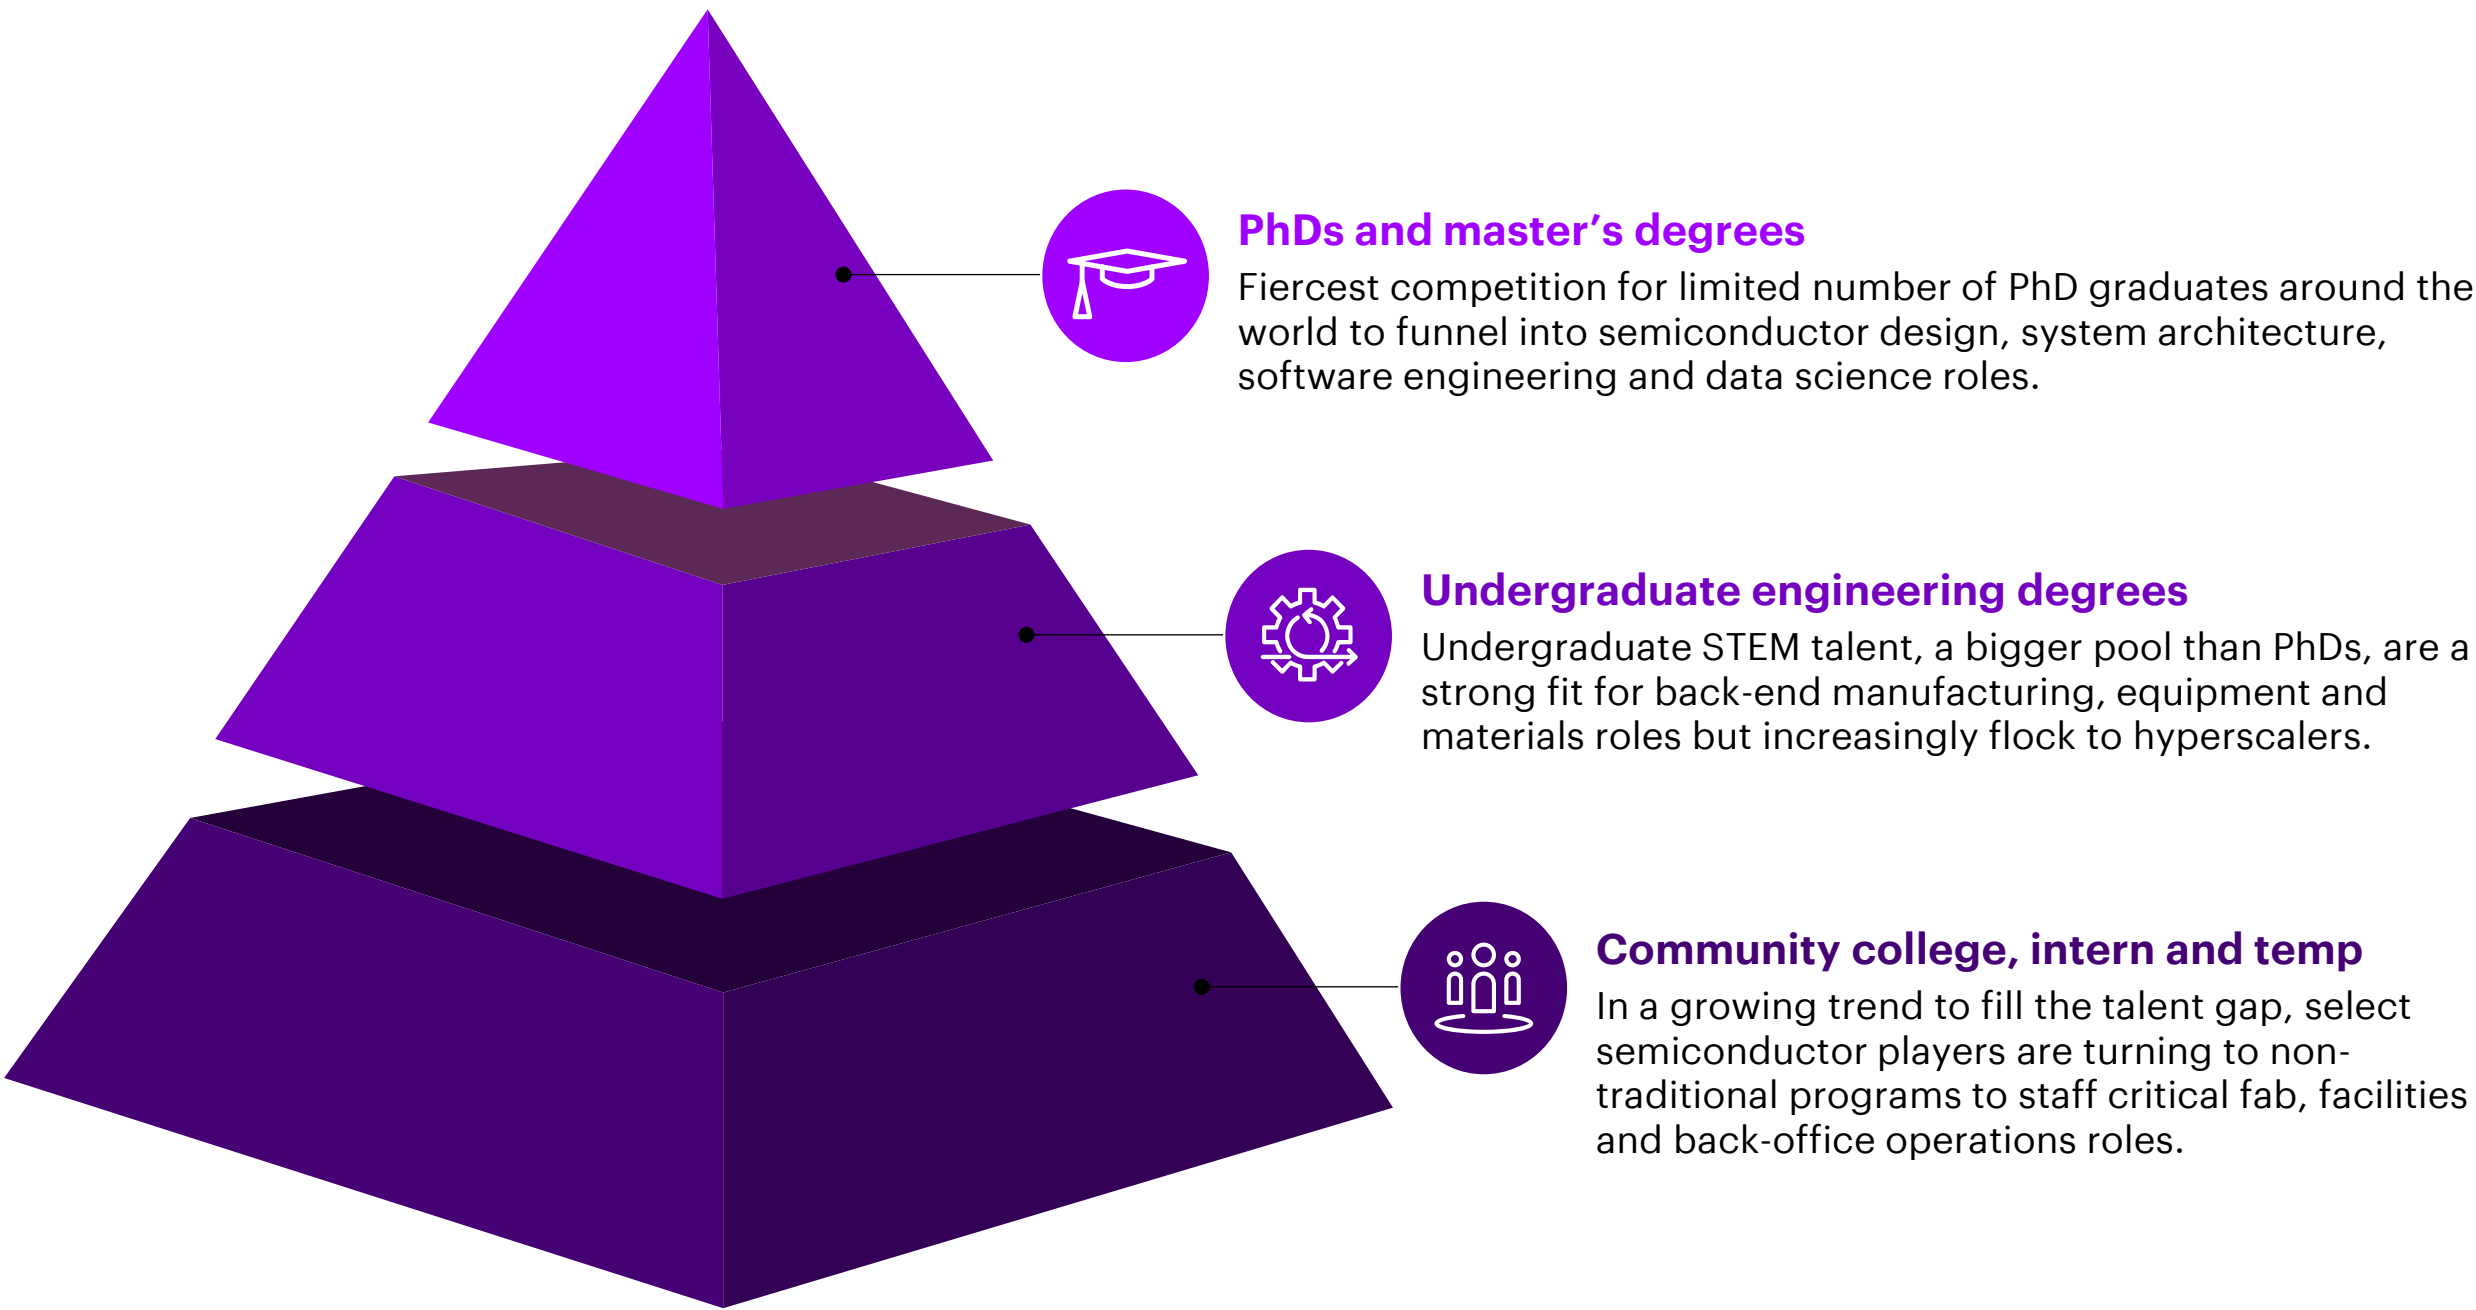 PhDs and master’s degrees
Fiercest competition for limited number of PhD graduates around the
world to funnel into semiconductor design, system architecture,
software engineering and data science roles.
Undergraduate engineering degrees
Undergraduate STEM talent, a bigger pool than PhDs, are a
strong fit for back-end manufacturing, equipment and
materials roles but increasingly flock to hyperscalers.
Community college, intern and temp
In a growing trend to fill the talent gap, select
semiconductor players are turning to non-
traditional programs to staff critical fab, facilities
and back-office operations roles.